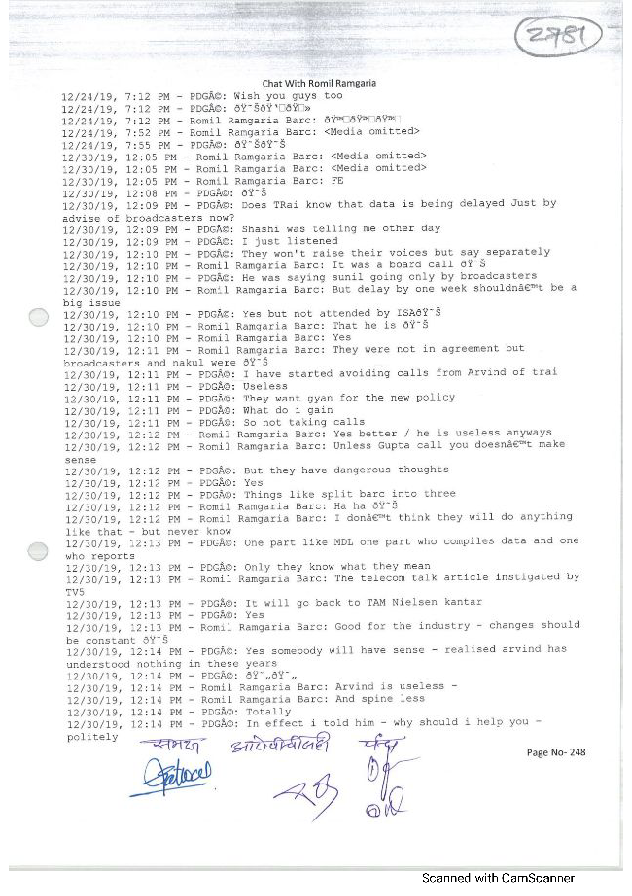 2781
Chat With Romil Ramgaria
12/24/19, 7:12 PM - PDGÂ©: Wish you guys too
12/24/19, 7:12 PM - PDGÂ©: ðŸ˜ŠðŸ'□ðŸ□»
12/24/19, 7:12 PM - Romil Ramgaria Barc: ðŸ™□ðŸ™□ðŸ™□
12/24/19, 7:52 PM - Romil Ramgaria Barc: <Media omitted>
12/24/19, 7:55 PM - PDGÂ©: ðŸ˜ŠðŸ˜Š
12/30/19, 12:05 PM - Romil Ramgaria Barc: <Media omitted>
12/30/19, 12:05 PM - Romil Ramgaria Barc: <Media omitted>
12/30/19, 12:05 PM - Romil Ramgaria Barc: FE
12/30/19, 12:08 PM - PDGÂ©: ðŸ˜Š
12/30/19, 12:09 PM - PDGÂ©: Does TRai know that data is being delayed Just by
advise of broadcasters now?
12/30/19, 12:09 PM - PDGÂ©: Shashi was telling me other day
12/30/19, 12:09 PM - PDGÂ©: I just listened
12/30/19, 12:10 PM - PDGÂ©: They won't raise their voices but say separately
12/30/19, 12:10 PM - Romil Ramgaria Barc: It was a board call ðŸ˜Š
12/30/19, 12:10 PM - PDGÂ©: He was saying sunil going only by broadcasters
12/30/19, 12:10 PM - Romil Ramgaria Barc: But delay by one week shouldnâ€™t be a
big issue
12/30/19, 12:10 PM - PDGÂ©: Yes but not attended by ISAðŸ˜Š
12/30/19, 12:10 PM - Romil Ramgaria Barc: That he is ðŸ˜Š
12/30/19, 12:10 PM - Romil Ramgaria Barc: Yes
12/30/19, 12:11 PM - Romil Ramgaria Barc: They were not in agreement but
broadcasters and nakul were ðŸ˜Š
12/30/19, 12:11 PM - PDGÂ©: I have started avoiding calls from Arvind of trai
12/30/19, 12:11 PM - PDGÂ©: Useless
12/30/19, 12:11 PM - PDGÂ©: They want gyan for the new policy
12/30/19, 12:11 PM - PDGÂ©: What do i gain
12/30/19, 12:11 PM - PDGÂ©: So not taking calls
12/30/19, 12:12 PM - Romil Ramgaria Barc: Yes better / he is useless anyways
12/30/19, 12:12 PM - Romil Ramgaria Barc: Unless Gupta call you doesnâ€™t make
sense
12/30/19, 12:12 PM - PDGÂ©: But they have dangerous thoughts
12/30/19, 12:12 PM - PDGÂ©: Yes
12/30/19, 12:12 PM - PDGÂ©: Things like split barc into three
12/30/19, 12:12 PM - Romil Ramgaria Barc: Ha ha ðŸ˜Š
12/30/19, 12:12 PM - Romil Ramgaria Barc: I donâ€™t think they will do anything
like that - but never know
12/30/19, 12:13 PM - PDGÂ©: One part like MDL one part who compiles data and one
who reports
12/30/19, 12:13 PM - PDGÂ©: Only they know what they mean
12/30/19, 12:13 PM - Romil Ramgaria Barc: The telecom talk article instigated by
TV5
12/30/19, 12:13 PM - PDGÂ©: It will go back to TAM Nielsen kantar
12/30/19, 12:13 PM - PDGÂ©: Yes
12/30/19, 12:13 PM - Romil Ramgaria Barc: Good for the industry - changes should
be constant ðŸ˜Š
12/30/19, 12:14 PM - PDGÂ©: Yes somebody will have sense - realised arvind has
understood nothing in these years
12/30/19, 12:14 PM - PDGÂ©: ðŸ˜„ðŸ˜„
12/30/19, 12:14 PM - Romil Ramgaria Barc: Arvind is useless -
12/30/19, 12:14 PM - Romil Ramgaria Barc: And spine less
12/30/19, 12:14 PM - PDGÂ©: Totally
12/30/19, 12:14 PM - PDGÂ©: In effect i told him - why should i help you -
politely
समक्ष
Page No- 248
Scanned with CamScanner